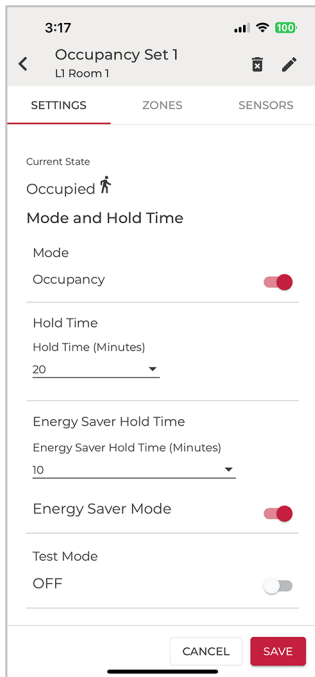 3:17
100
Occupancy Set 1
L1 Room 1
SETTINGS ZONES SENSORS
Current State
Occupied
Mode and Hold Time
Mode
Occupancy
Hold Time
Hold Time (Minutes)
20
Energy Saver Hold Time
Energy Saver Hold Time (Minutes)
10
Energy Saver Mode
Test Mode
OFF
CANCEL SAVE